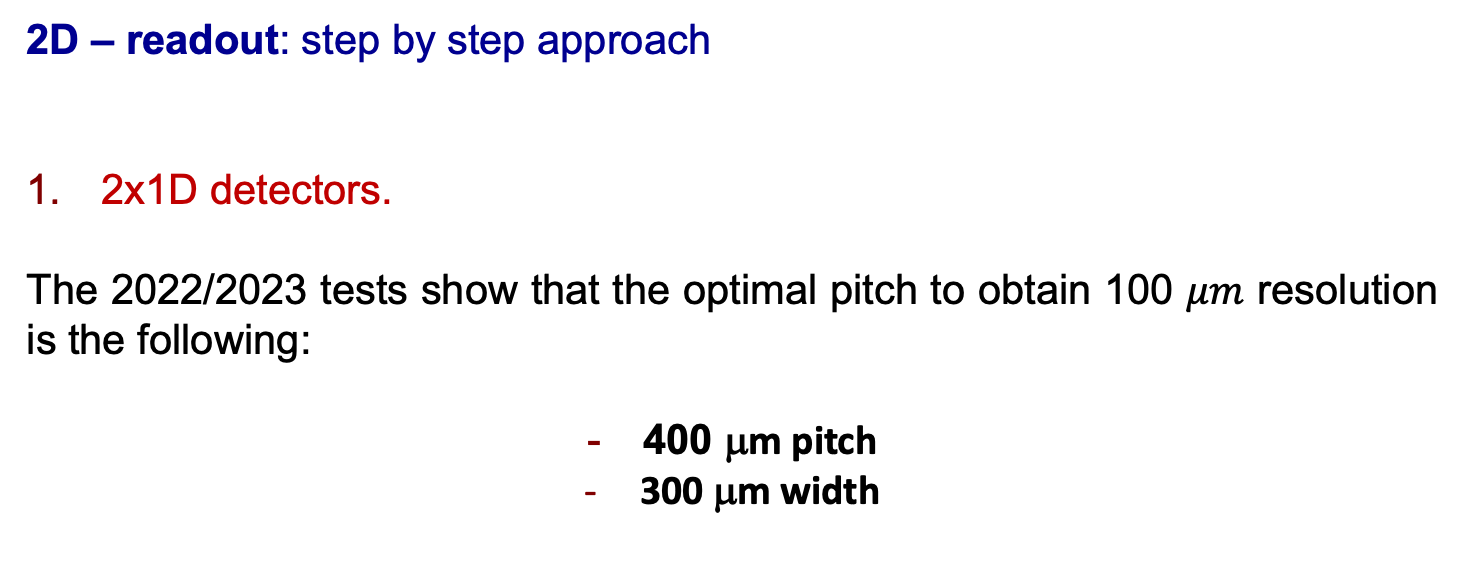 2D – readout: step by step approach
1. 2x1D detectors.
The 2022/2023 tests show that the optimal pitch to obtain 100 μm resolution
is the following:
- 400 μm pitch
- 300 μm width